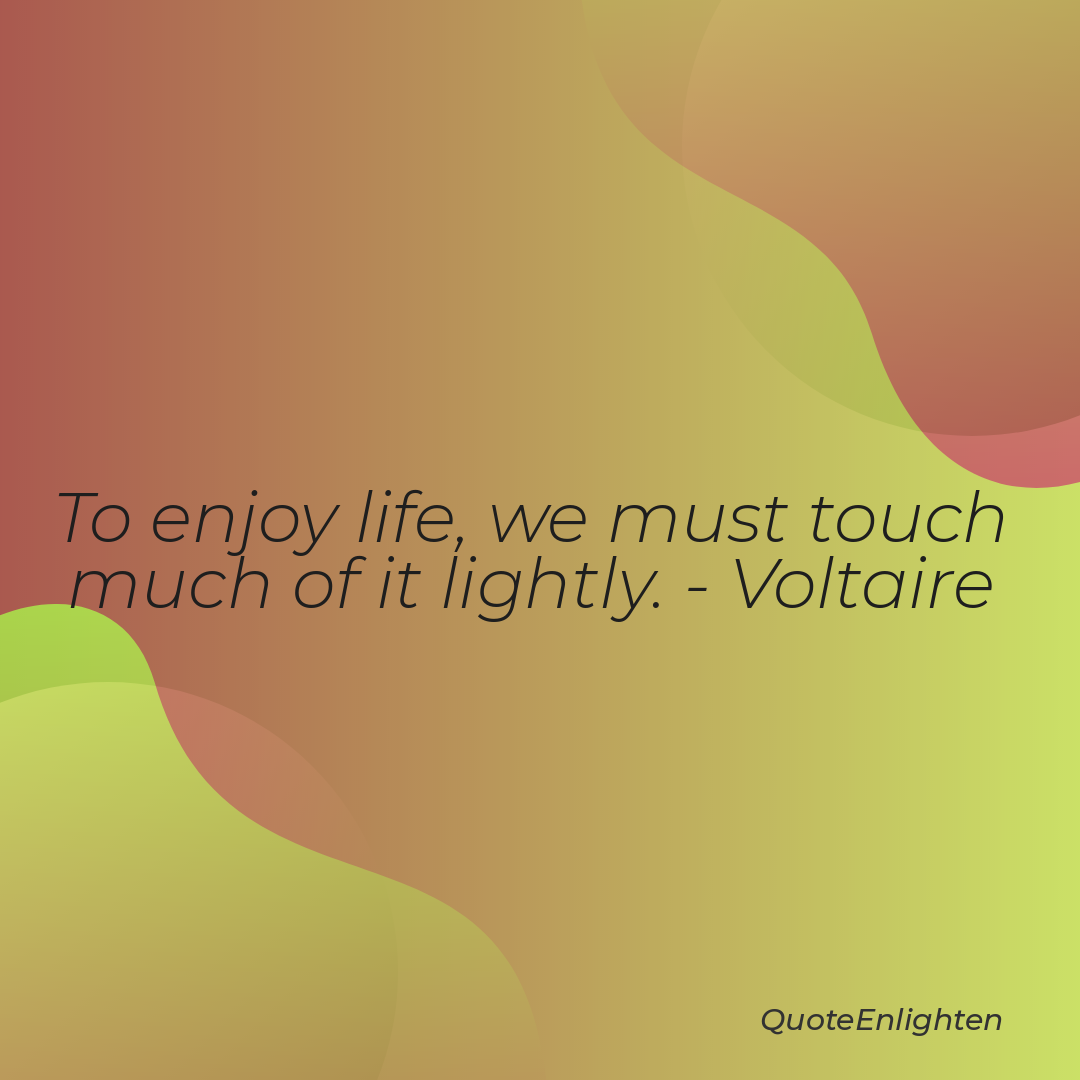 To enjoy life, we must touch
much of it lightly. - Voltaire
QuoteEnlighten